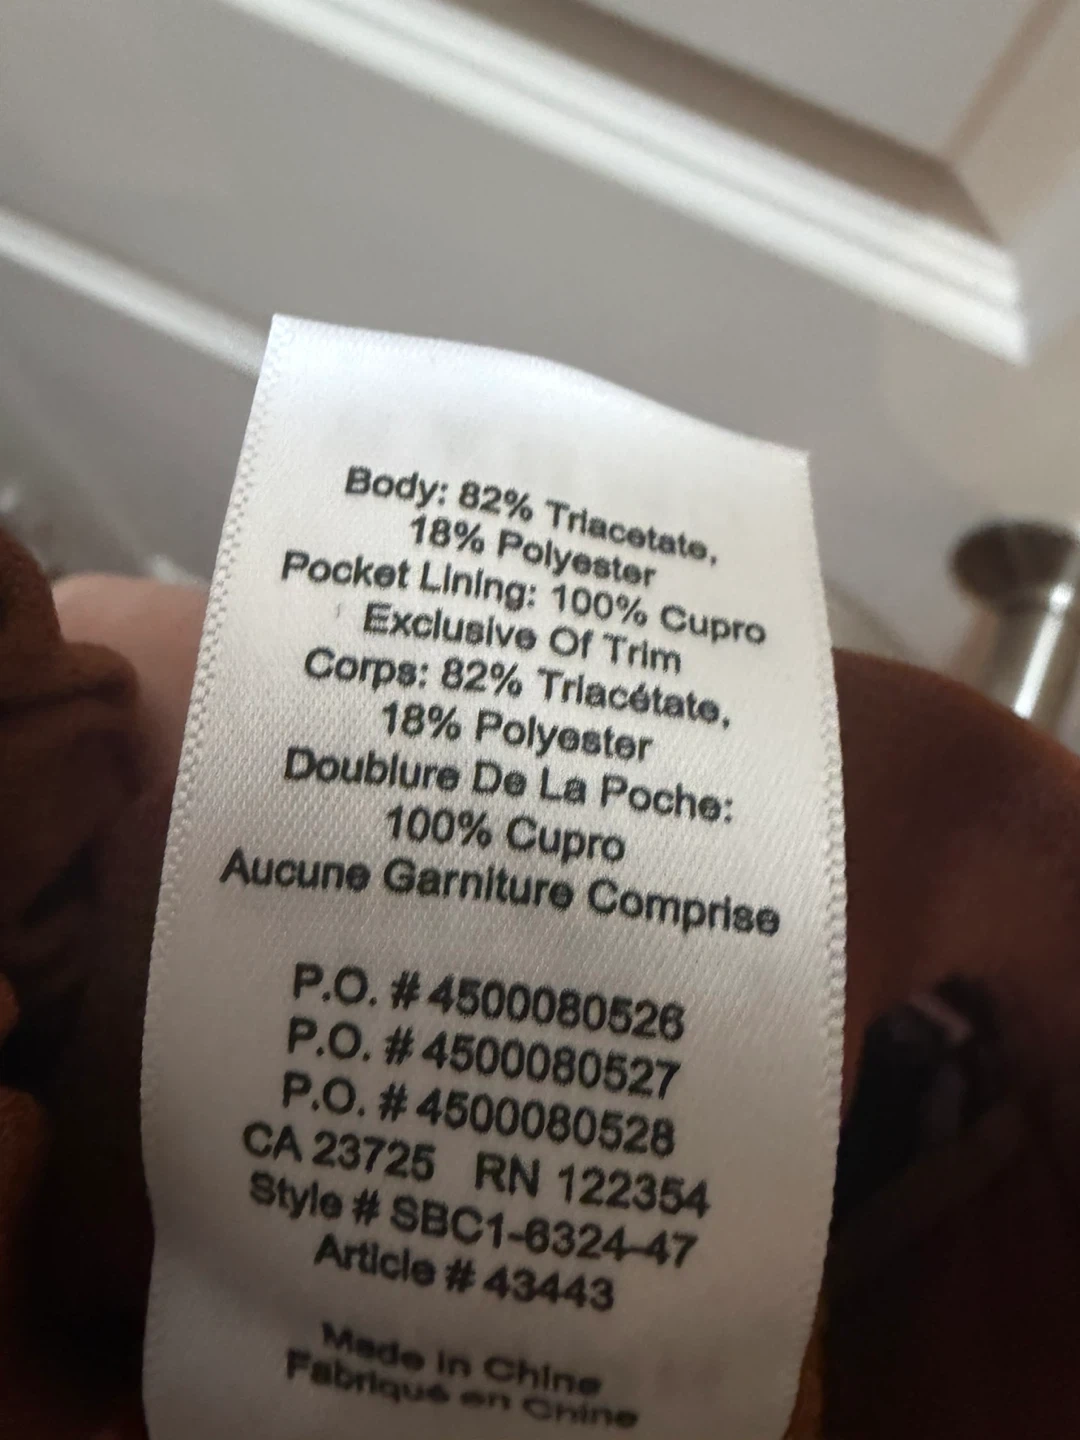 Body: 82% Triacetate,
18% Polyester
Pocket Lining: 100% Cupro
Exclusive Of Trim
Corps: 82% Triacétate,
18% Polyester
Doublure De La Poche:
100% Cupro
Aucune Garniture Comprise
P.O. # 4500080526
P.O. # 4500080527
P.O. # 4500080528
CA 23725 RN 122354
Style # SBC1-6324-47
Article # 43443
Made in China
Fabriqué en Chine